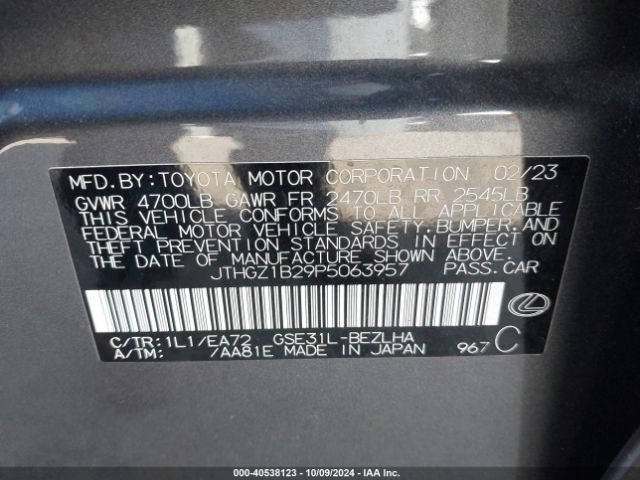 MFD.BY:TOYOTA MOTOR CORPORATION 02/23
GVWR 4700LB GAWR FR 2470LB RR 2545LB
THIS VEHICLE CONFORMS TO ALL APPLICABLE
FEDERAL MOTOR VEHICLE SAFETY,BUMPER,AND
THEFT PREVENTION STANDARDS IN EFFECT ON
THE DATE OF MANUFACTURE SHOWN ABOVE.
JTHGZ1B29P5063957 PASS.CAR
C/TR:1L1/EA72 GSE31L-BEZLHA
A/TM: /AA81E MADE IN JAPAN 967 C
000-40538123 - 10/09/2024 - IAA Inc.